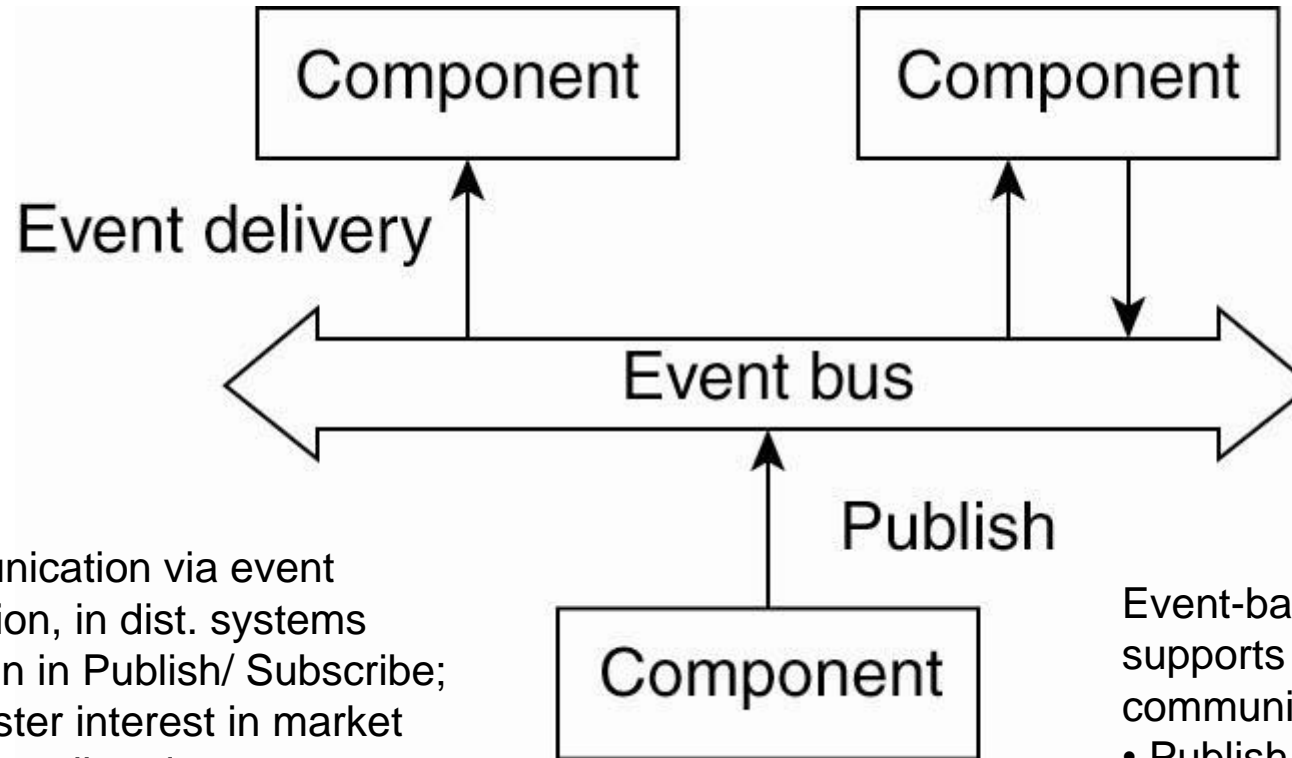 Component
Component
Event delivery
Event bus
Publish
Component
unication via event
ion, in dist. systems
n in Publish/ Subscribe;
ster interest in market
Event-ba
supports
communi
• Publish